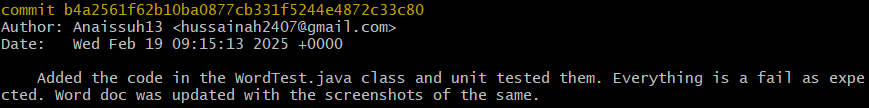 commit b4a2561f62b10ba0877cb331f5244e4872c33c80
Author: Anaissuh13 <hussainah2407@gmail.com>
Date:   Wed Feb 19 09:15:13 2025 +0000
    Added the code in the WordTest.java class and unit tested them. Everything is a fail as expe
cted. Word doc was updated with the screenshots of the same.